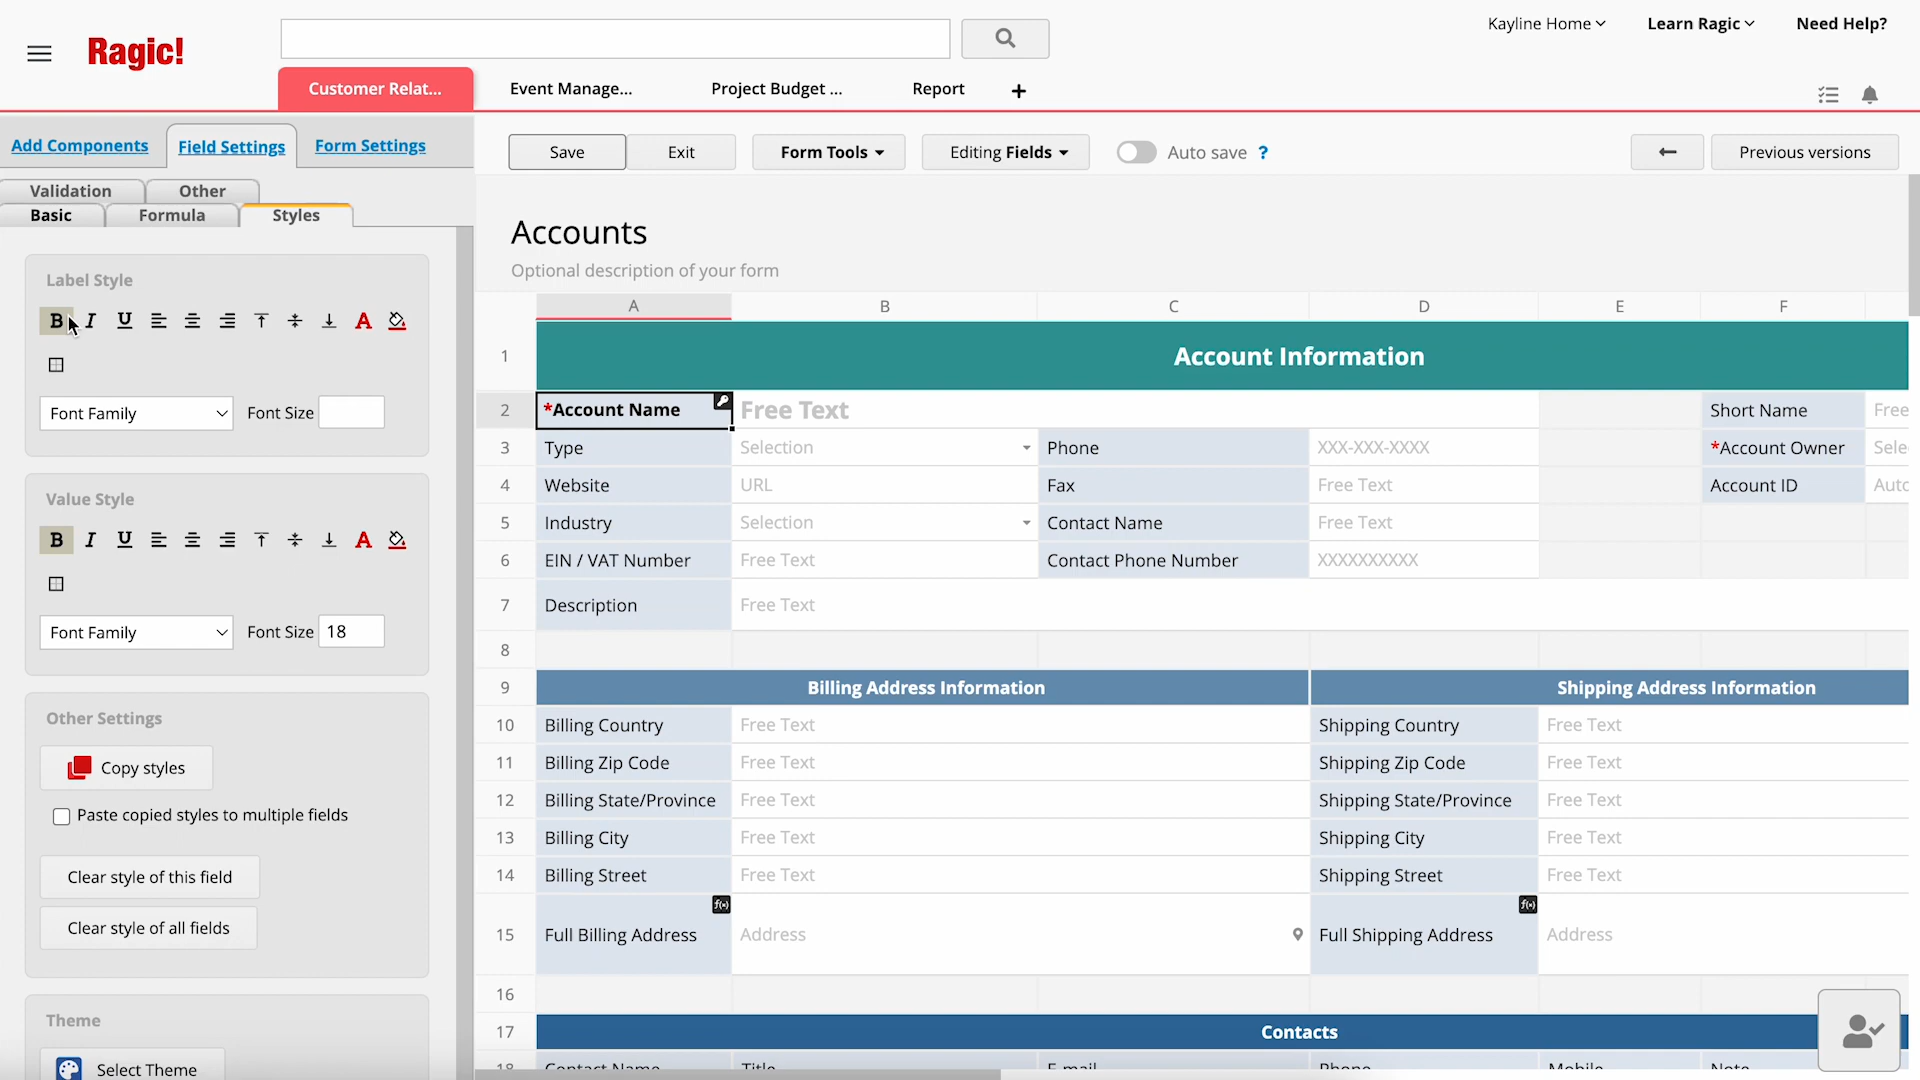 Kayline Home
Learn Ragic
Need Help?
Ragic!
Customer Relat...
Event Manage...
Project Budget ...
Report
+
Add Components
Field Settings
Form Settings
Save
Exit
Form Tools
Editing Fields
Auto save ?
Previous versions
Validation
Other
Basic
Formula
Styles
Label Style
B I U A
Font Family
Font Size
Value Style
B I U A
Font Family
Font Size 18
Other Settings
Copy styles
Paste copied styles to multiple fields
Clear style of this field
Clear style of all fields
Theme
Select Theme
Accounts
Optional description of your form
A B C D E F
1 Account Information
2 *Account Name Free Text Short Name Free
3 Type Selection Phone XXX-XXX-XXXX *Account Owner Sele
4 Website URL Fax Free Text Account ID Auto
5 Industry Selection Contact Name Free Text
6 EIN / VAT Number Free Text Contact Phone Number XXXXXXXXXX
7 Description Free Text
8
9 Billing Address Information Shipping Address Information
10 Billing Country Free Text Shipping Country Free Text
11 Billing Zip Code Free Text Shipping Zip Code Free Text
12 Billing State/Province Free Text Shipping State/Province Free Text
13 Billing City Free Text Shipping City Free Text
14 Billing Street Free Text Shipping Street Free Text
f(x) f(x)
15 Full Billing Address Address Full Shipping Address Address
16
17 Contacts
18 Contact Name Title E-mail Phone Mobile Note